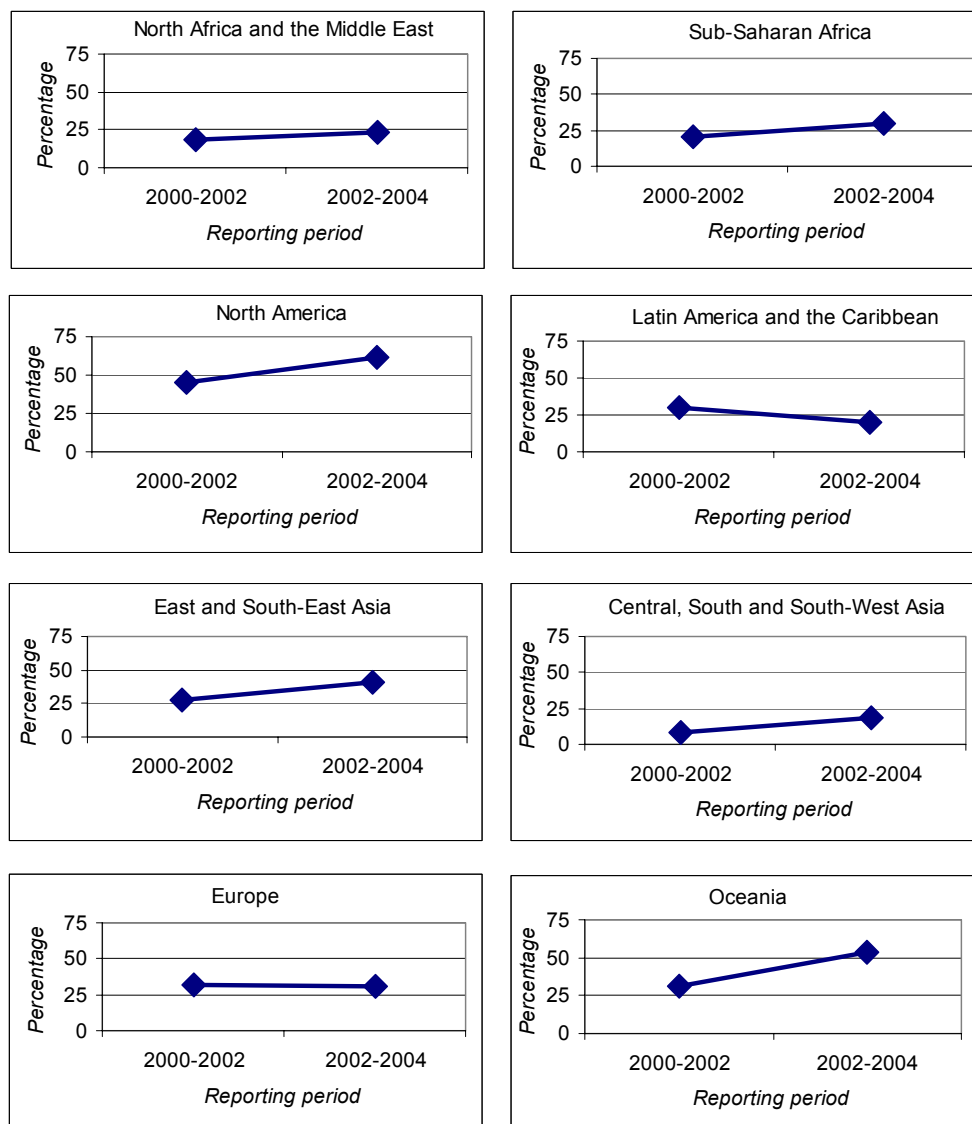 North Africa and the Middle East
75
50
25
0
Percentage
2000-2002 2002-2004
Reporting period
Sub-Saharan Africa
75
50
25
0
Percentage
2000-2002 2002-2004
Reporting period
North America
75
50
25
0
Percentage
2000-2002 2002-2004
Reporting period
Latin America and the Caribbean
75
50
25
0
Percentage
2000-2002 2002-2004
Reporting period
East and South-East Asia
75
50
25
0
Percentage
2000-2002 2002-2004
Reporting period
Central, South and South-West Asia
75
50
25
0
Percentage
2000-2002 2002-2004
Reporting period
Europe
75
50
25
0
Percentage
2000-2002 2002-2004
Reporting period
Oceania
75
50
25
0
Percentage
2000-2002 2002-2004
Reporting period